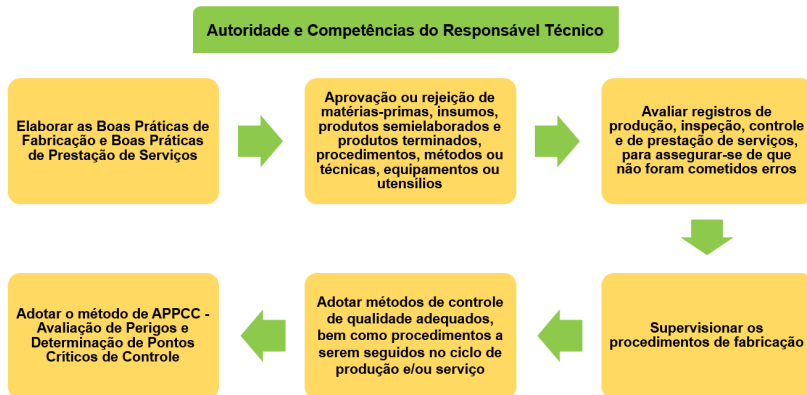 Autoridade e Competências do Responsável Técnico
Elaborar as Boas Práticas de
Fabricação e Boas Práticas
de Prestação de Serviços
Aprovação ou rejeição de
matérias-primas, insumos,
produtos semielaborados e
produtos terminados,
procedimentos, métodos ou
técnicas, equipamentos ou
utensílios
Avaliar registros de
produção, inspeção, controle
e de prestação de serviços,
para assegurar-se de que
não foram cometidos erros
Supervisionar os
procedimentos de fabricação
Adotar métodos de controle
de qualidade adequados,
bem como procedimentos a
serem seguidos no ciclo de
produção e/ou serviço
Adotar o método de APPCC -
Avaliação de Perigos e
Determinação de Pontos
Críticos de Controle